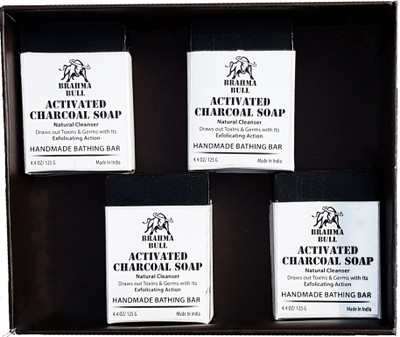 BRAHMA
BULL
ACTIVATED
CHARCOAL SOAP
Natural Cleanser
Draws out Toxins & Germs with Its
Exfolicating Action
HANDMADE BATHING BAR
4.4 OZ/ 125 G Made In India
BRAHMA
BULL
ACTIVATED
CHARCOAL SOAP
Natural Cleanser
Draws out Toxins & Germs with Its
Exfolicating Action
HANDMADE BATHING BAR
4.4 OZ/ 125 G Made In India
BRAHMA
BULL
ACTIVATED
CHARCOAL SOAP
Natural Cleanser
Draws out Toxins & Germs with Its
Exfolicating Action
HANDMADE BATHING BAR
4.4 OZ/ 125 G Made In India
BRAHMA
BULL
ACTIVATED
CHARCOAL SOAP
Natural Cleanser
Draws out Toxins & Germs with Its
Exfolicating Action
HANDMADE BATHING BAR
4.4 OZ/ 125 G Made In India